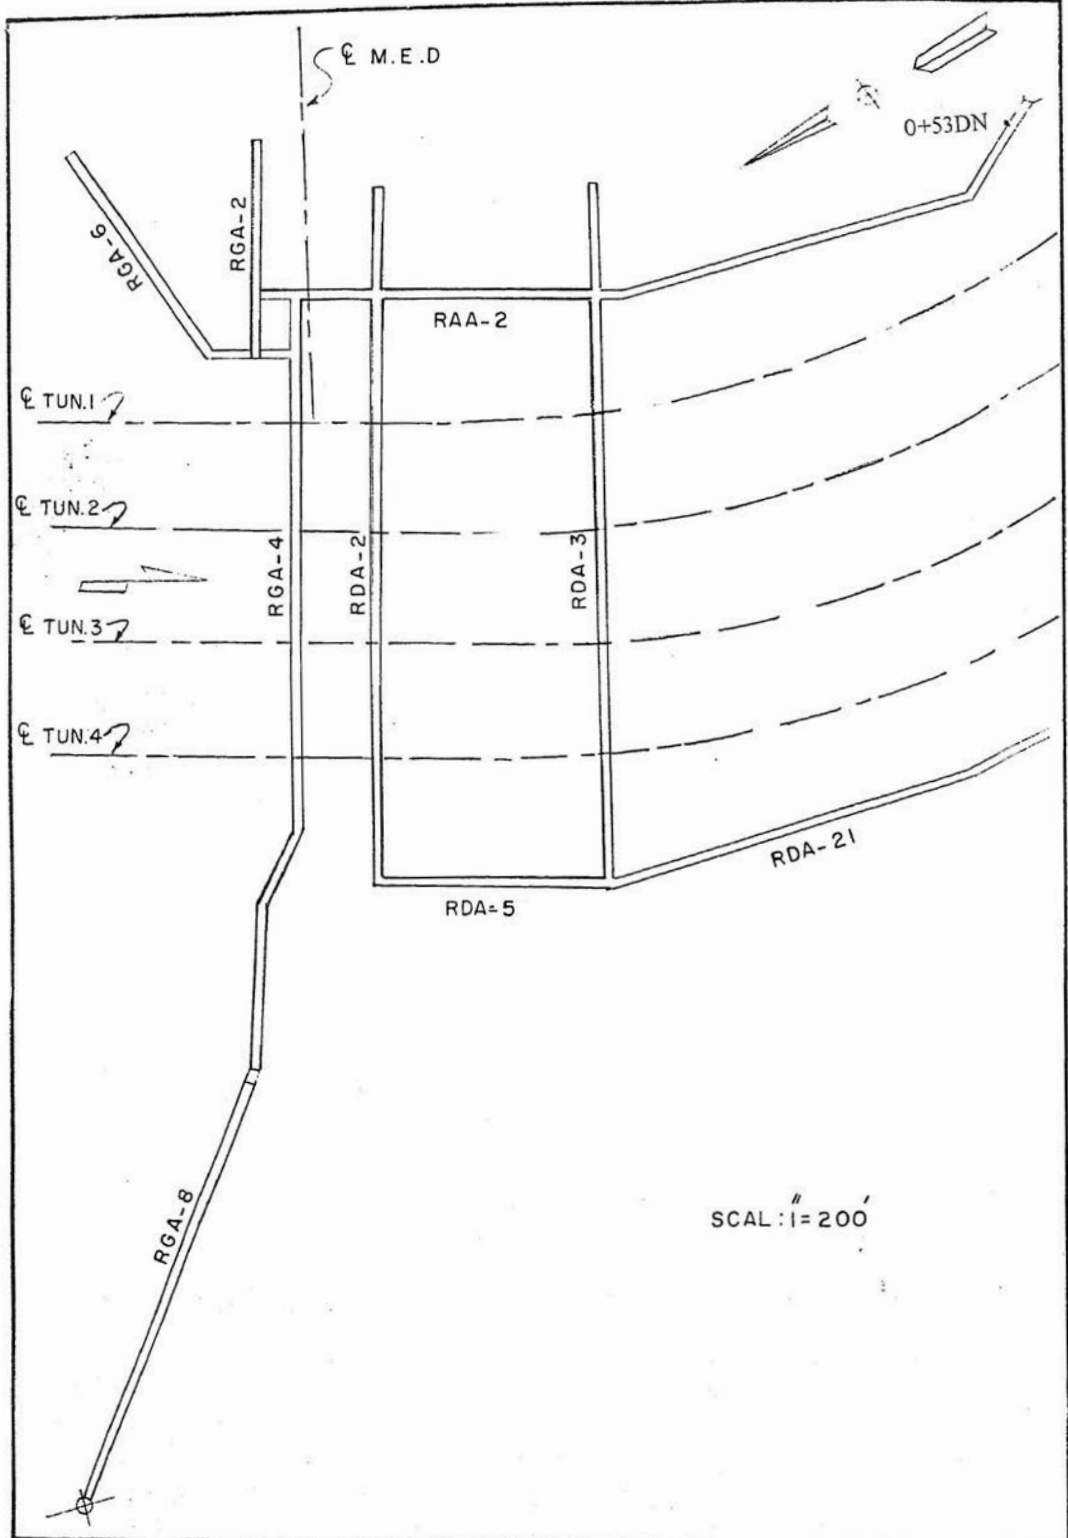 ℄ M.E.D
0+53DN
RGA-6
RGA-2
RAA-2
℄ TUN.1
℄ TUN.2
RGA-4
RDA-2
RDA-3
℄ TUN.3
℄ TUN.4
RDA-21
RDA-5
RGA-8
SCAL: 1"=200'